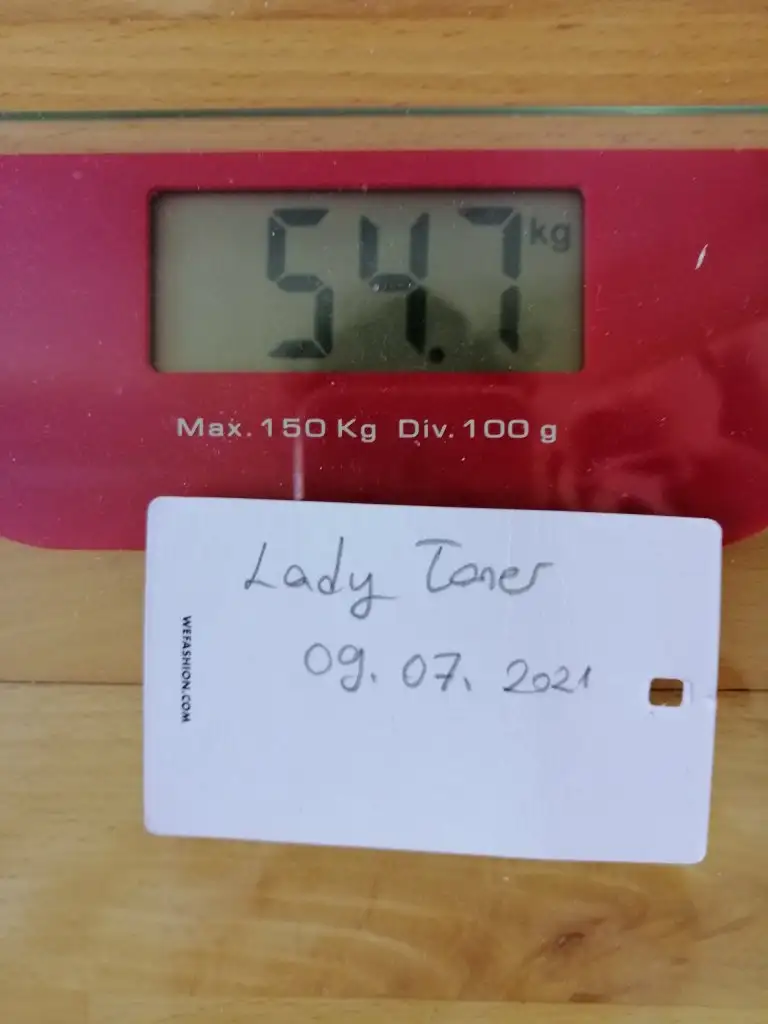 54.7 kg
Max. 150 Kg Div. 100 g
Lady Toner
09. 07. 2021
WEFASHION.COM